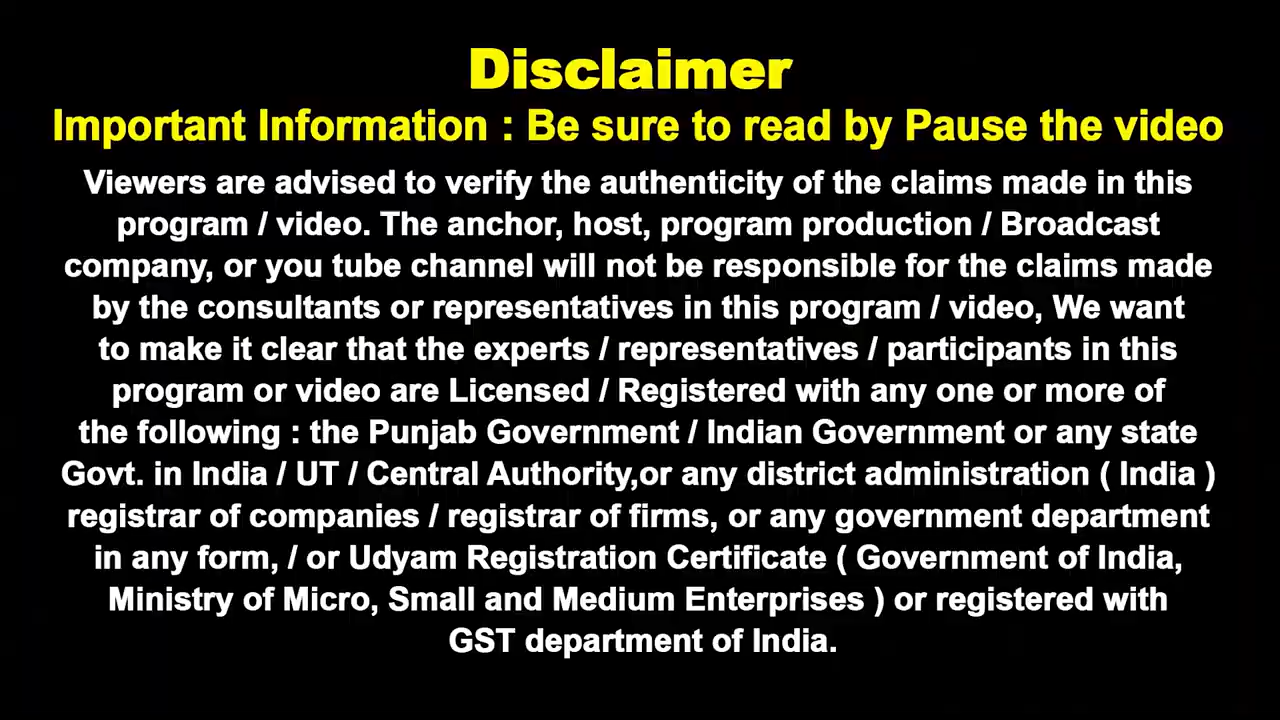 Disclaimer
Important Information : Be sure to read by Pause the video
Viewers are advised to verify the authenticity of the claims made in this
program / video. The anchor, host, program production / Broadcast
company, or you tube channel will not be responsible for the claims made
by the consultants or representatives in this program / video, We want
to make it clear that the experts / representatives / participants in this
program or video are Licensed / Registered with any one or more of
the following : the Punjab Government / Indian Government or any state
Govt. in India / UT / Central Authority,or any district administration ( India )
registrar of companies / registrar of firms, or any government department
in any form, / or Udyam Registration Certificate ( Government of India,
Ministry of Micro, Small and Medium Enterprises ) or registered with
GST department of India.